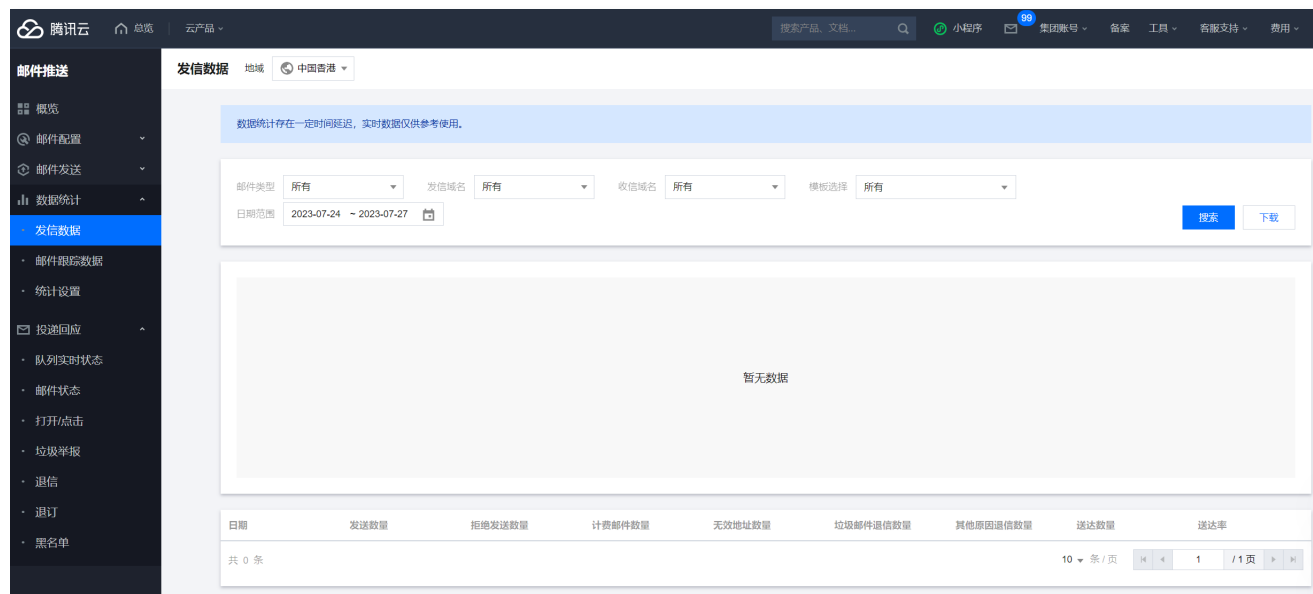 腾讯云 总览 云产品 搜索产品、文档... 小程序 99 集团账号 备案 工具 客服支持 费用
邮件推送
概览
邮件配置
邮件发送
数据统计
发信数据
邮件跟踪数据
统计设置
投递回应
队列实时状态
邮件状态
打开/点击
垃圾举报
退信
退订
黑名单
发信数据 地域 中国香港
数据统计存在一定时间延迟，实时数据仅供参考使用。
邮件类型 所有 发信域名 所有 收信域名 所有 模板选择 所有
日期范围 2023-07-24 ~ 2023-07-27
搜索 下载
暂无数据
日期 发送数量 拒绝发送数量 计费邮件数量 无效地址数量 垃圾邮件退信数量 其他原因退信数量 送达数量 送达率
共 0 条 10 条 / 页 1 / 1 页